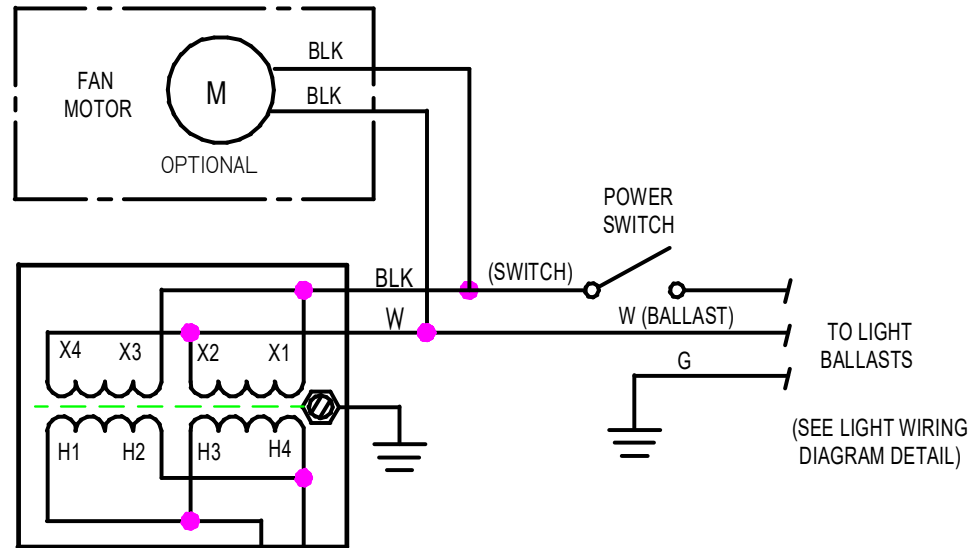 FAN
MOTOR
M
OPTIONAL
BLK
BLK
POWER
SWITCH
BLK
(SWITCH)
W
W (BALLAST)
G
TO LIGHT
BALLASTS
(SEE LIGHT WIRING
DIAGRAM DETAIL)
X4
X3
X2
X1
H1
H2
H3
H4